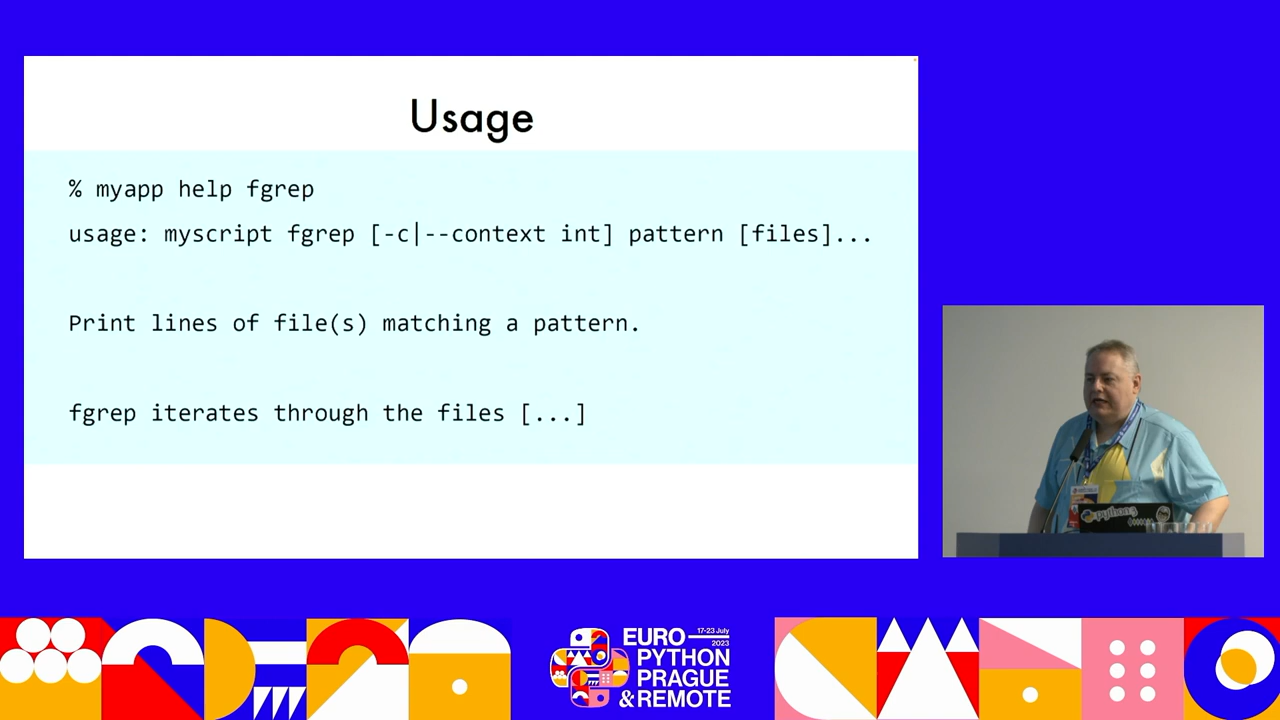 Usage
% myapp help fgrep
usage: myscript fgrep [-c|--context int] pattern [files]...
Print lines of file(s) matching a pattern.
fgrep iterates through the files [...]
python
EURO
17-23 July
2023
PYTHON
PRAGUE
&REMOTE